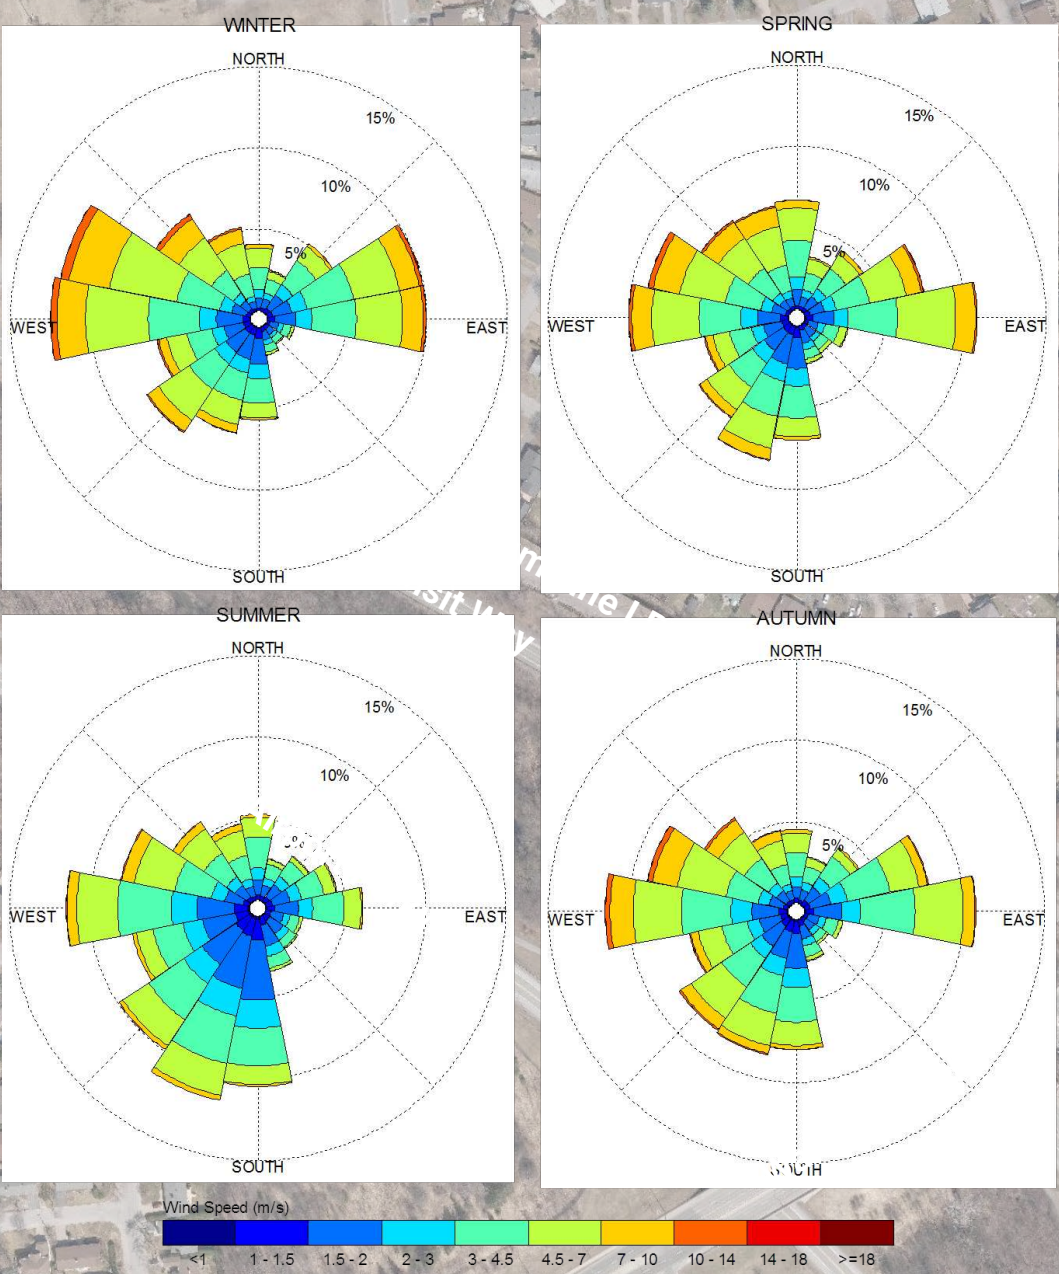 WINTER
NORTH
15%
10%
5%
WEST
EAST
SOUTH
SPRING
NORTH
15%
10%
5%
WEST
EAST
SOUTH
SUMMER
NORTH
15%
10%
WEST
EAST
SOUTH
AUTUMN
NORTH
15%
10%
5%
WEST
EAST
SOUTH
Wind Speed (m/s)
<1
1 - 1.5
1.5 - 2
2 - 3
3 - 4.5
4.5 - 7
7 - 10
10 - 14
14 - 18
>=18